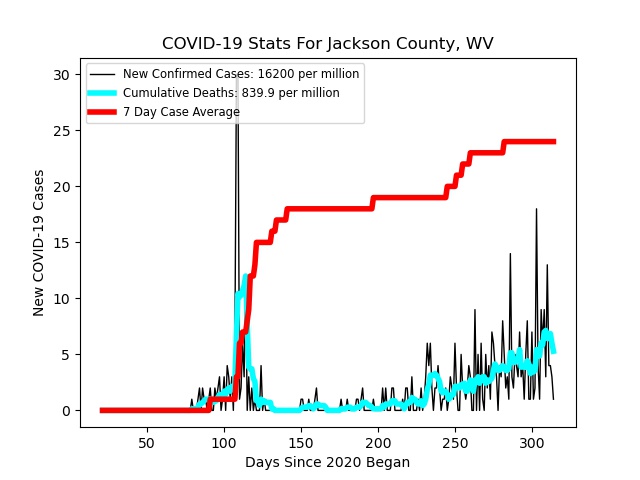 COVID-19 Stats For Jackson County, WV
New Confirmed Cases: 16200 per million
Cumulative Deaths: 839.9 per million
7 Day Case Average
New COVID-19 Cases
30
25
20
15
10
5
0
50
100
150
200
250
300
Days Since 2020 Began